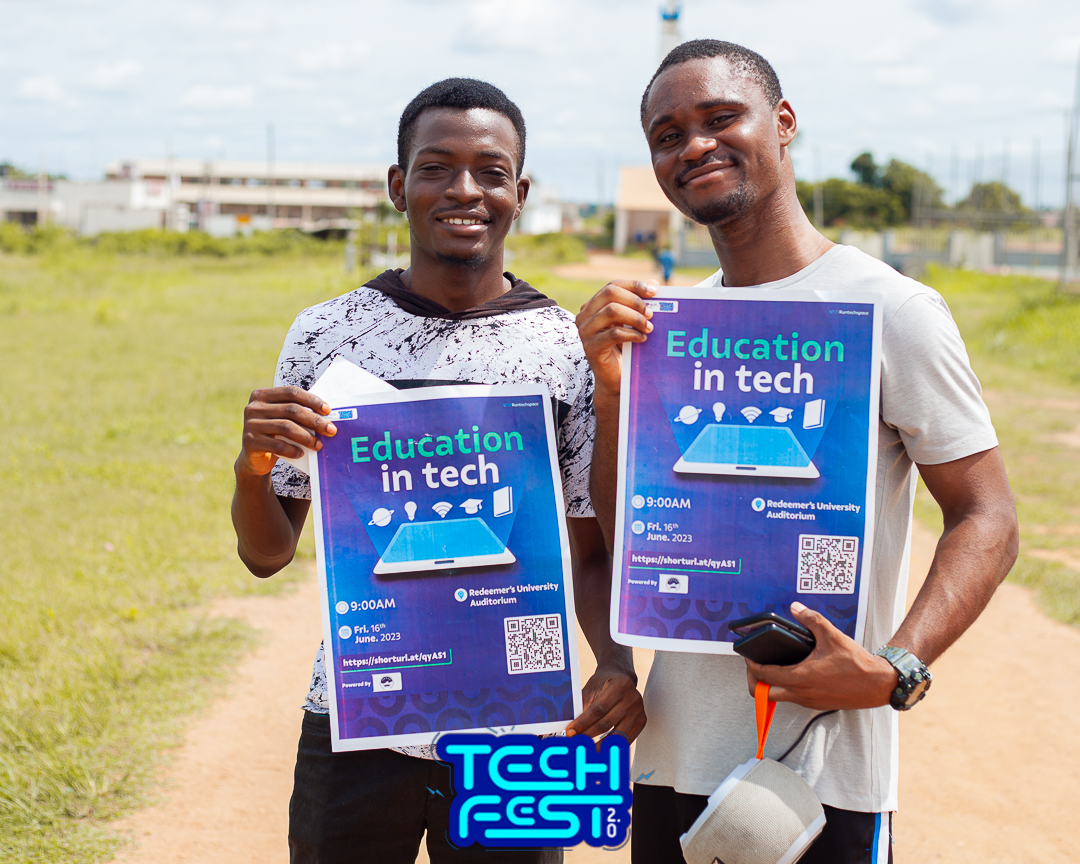 Runtechspace
Education
in tech
9:00AM
Fri. 16th
June. 2023
Redeemer's University
Auditorium
https://shorturl.at/qyAS1
Powered By
Runtechspace
Education
in tech
9:00AM
Fri. 16th
June. 2023
Redeemer's University
Auditorium
https://shorturl.at/qyAS1
Powered By
TECH
FEST 2.0